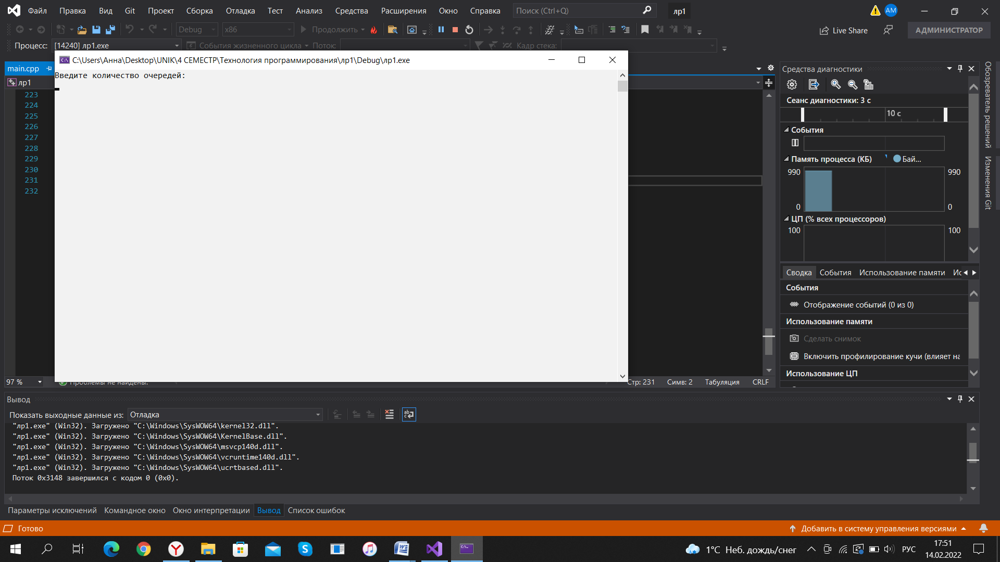 Файл Правка Вид Git Проект Сборка Отладка Тест Анализ Средства Расширения Окно Справка Поиск (Ctrl+Q) лр1 AM
Debug x86 Продолжить Live Share АДМИНИСТРАТОР
Процесс: [14240] лр1.exe События жизненного цикла Поток: Кадр стека:
C:\Users\Анна\Desktop\UNIK\4 СЕМЕСТР\Технология программирования\лр1\Debug\лр1.exe
Введите количество очередей:
main.cpp
лр1
223
224
225
226
227
228
229
230
231
232
97 % Проблемы не найдены. Стр: 231 Симв: 2 Табуляция CRLF
Средства диагностики
Сеанс диагностики: 3 с
10 с
События
Память процесса (КБ) Бай...
990 990
0 0
ЦП (% всех процессоров)
100 100
Сводка События Использование памяти Ис
События
Отображение событий (0 из 0)
Использование памяти
Сделать снимок
Включить профилирование кучи (влияет на
Использование ЦП
Обозреватель решений
Изменения Git
Вывод
Показать выходные данные из: Отладка
"лр1.exe" (Win32). Загружено "C:\Windows\SysWOW64\kernel32.dll".
"лр1.exe" (Win32). Загружено "C:\Windows\SysWOW64\KernelBase.dll".
"лр1.exe" (Win32). Загружено "C:\Windows\SysWOW64\msvcp140d.dll".
"лр1.exe" (Win32). Загружено "C:\Windows\SysWOW64\vcruntime140d.dll".
"лр1.exe" (Win32). Загружено "C:\Windows\SysWOW64\ucrtbased.dll".
Поток 0x3148 завершился с кодом 0 (0x0).
Параметры исключений Командное окно Окно интерпретации Вывод Список ошибок
Готово Добавить в систему управления версиями
1°C Неб. дождь/снег РУС 17:51
14.02.2022